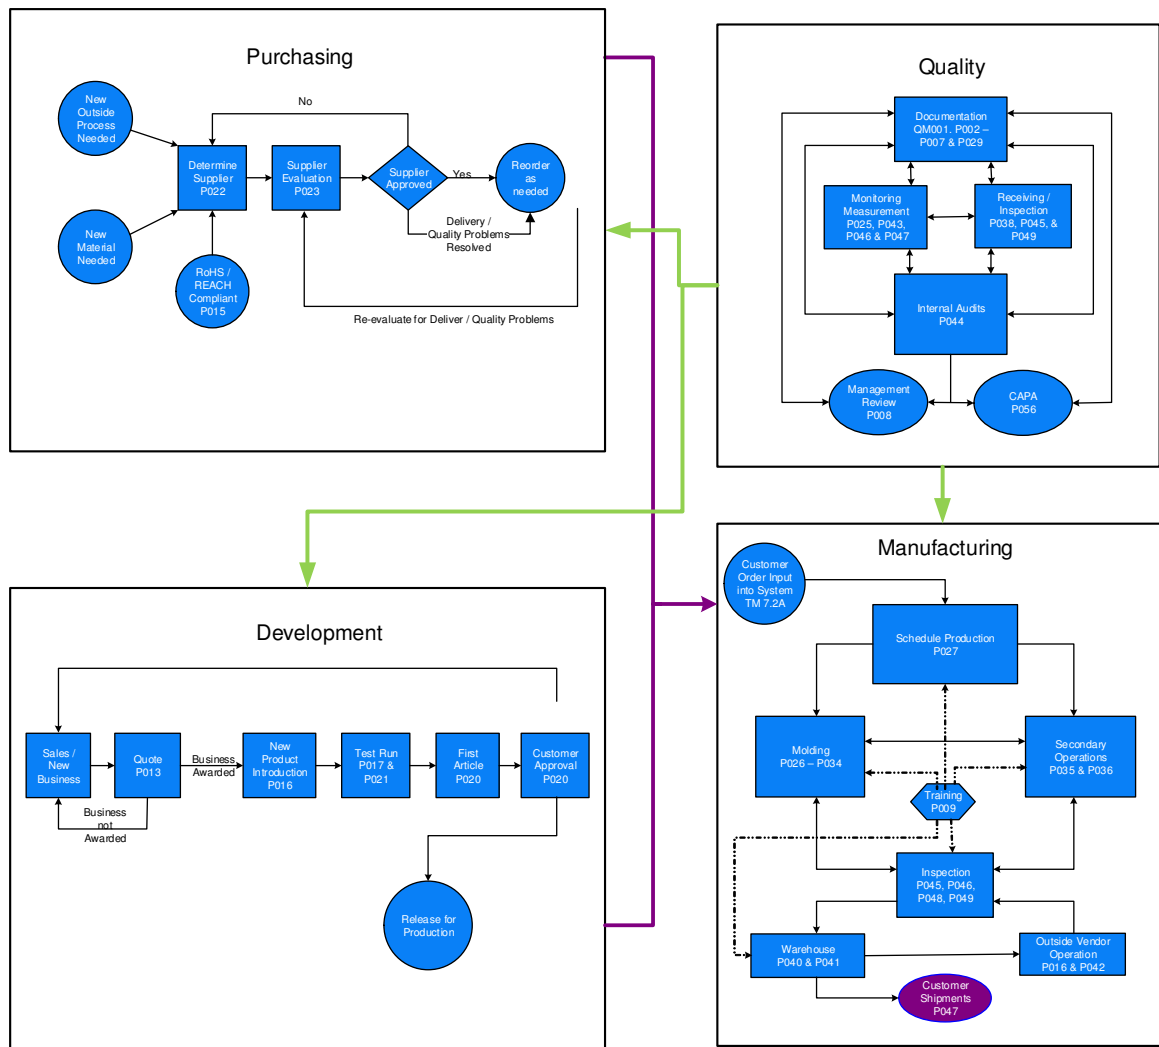 Purchasing
New
Outside
Process
Needed
No
Determine
Supplier
P022
Supplier
Evaluation
P023
Supplier
Approved
Yes
Reorder
as
needed
Delivery /
Quality Problems
Resolved
New
Material
Needed
RoHS /
REACH
Compliant
P015
Re-evaluate for Deliver / Quality Problems
Quality
Documentation
QM001. P002 –
P007 & P029
Monitoring
Measurement
P025, P043,
P046 & P047
Receiving /
Inspection
P038, P045, &
P049
Internal Audits
P044
Management
Review
P008
CAPA
P056
Development
Sales /
New
Business
Quote
P013
Business
Awarded
New
Product
Introduction
P016
Test Run
P017 &
P021
First
Article
P020
Customer
Approval
P020
Business
not
Awarded
Release for
Production
Manufacturing
Customer
Order Input
into System
TM 7.2A
Schedule Production
P027
Molding
P026 – P034
Secondary
Operations
P035 & P036
Training
P009
Inspection
P045, P046,
P048, P049
Warehouse
P040 & P041
Outside Vendor
Operation
P016 & P042
Customer
Shipments
P047